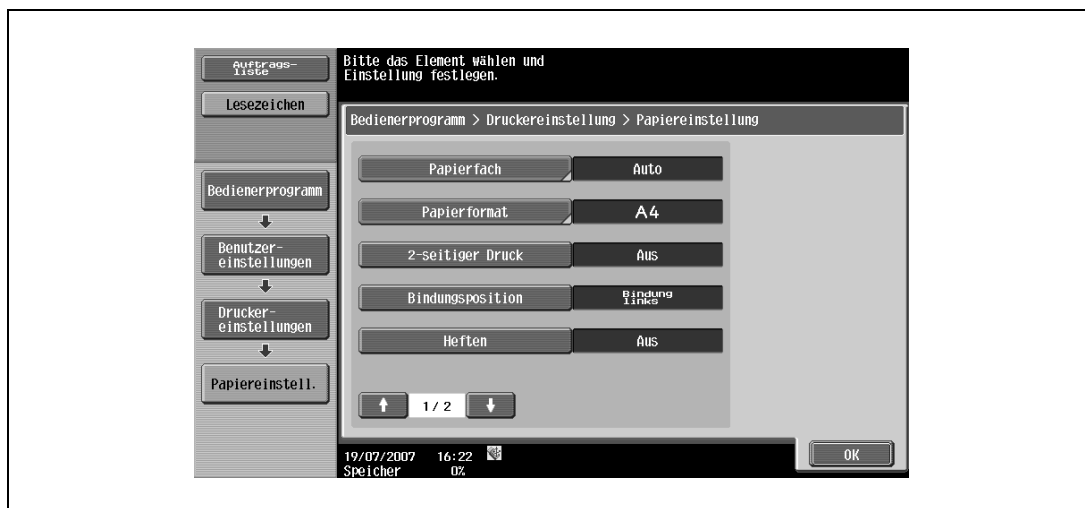 Auftrags-
liste
Lesezeichen
Bedienerprogramm
Benutzer-
einstellungen
Drucker-
einstellungen
Papiereinstell.
Bitte das Element wählen und
Einstellung festlegen.
Bedienerprogramm > Druckereinstellung > Papiereinstellung
Papierfach Auto
Papierformat A4
2-seitiger Druck Aus
Bindungsposition Bindung
links
Heften Aus
1/ 2
19/07/2007 16:22
Speicher 0%
OK